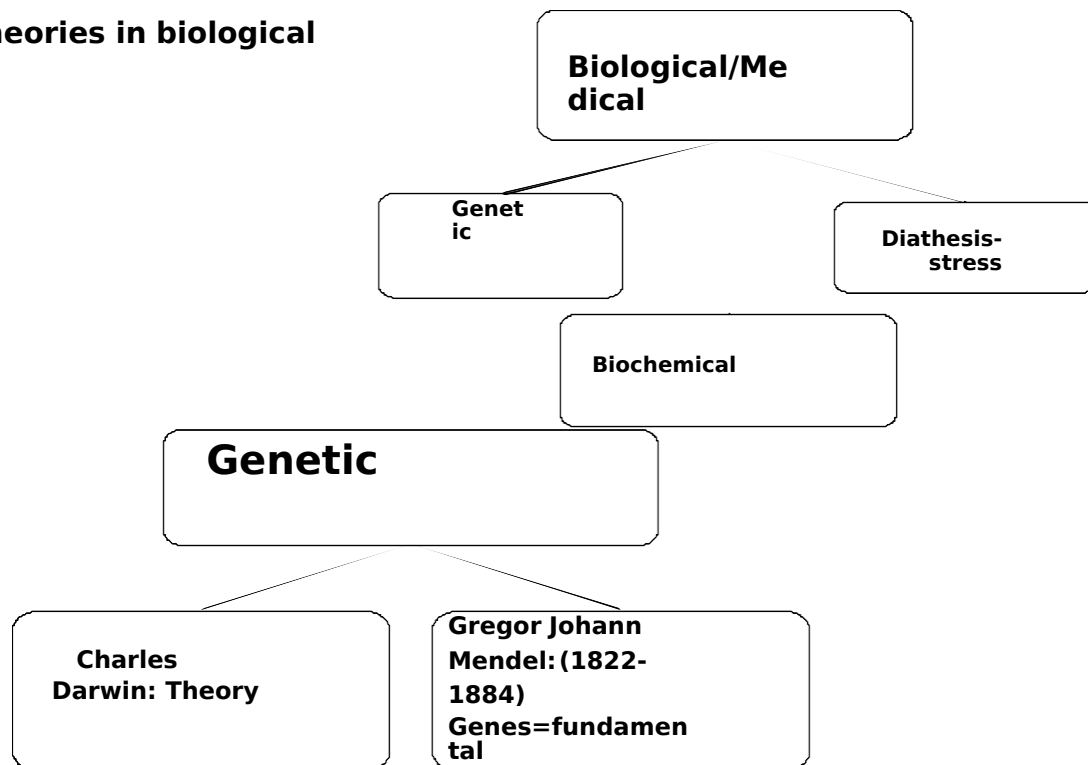 eories in biological
Biological/Me
dical
Genet
ic
Diathesis-
stress
Biochemical
Genetic
Charles
Darwin: Theory
Gregor Johann
Mendel: (1822-
1884)
Genes=fundamen
tal